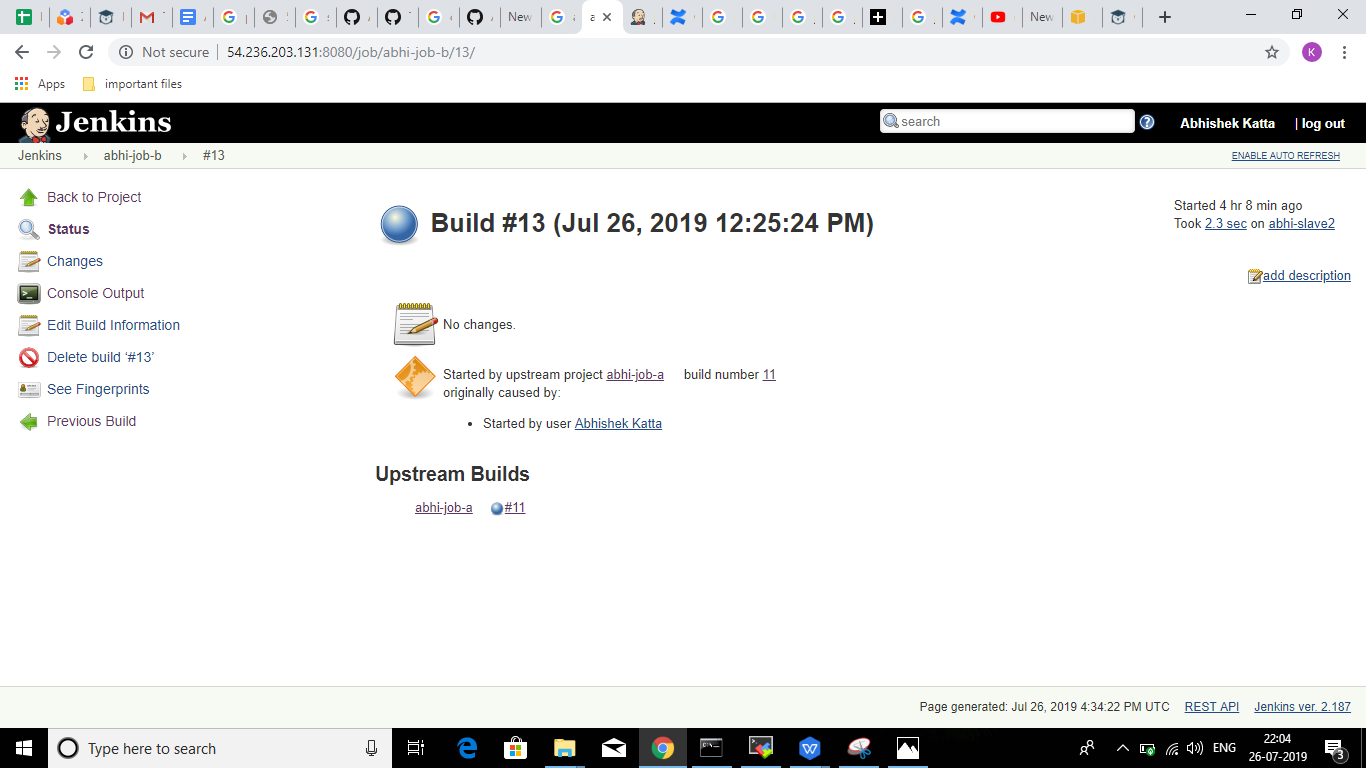 New
New
Not secure
54.236.203.131:8080/job/abhi-job-b/13/
K
Apps
important files
Jenkins
search
Abhishek Katta
| log out
Jenkins
abhi-job-b
#13
ENABLE AUTO REFRESH
Back to Project
Status
Changes
Console Output
Edit Build Information
Delete build ‘#13’
See Fingerprints
Previous Build
Build #13 (Jul 26, 2019 12:25:24 PM)
Started 4 hr 8 min ago
Took 2.3 sec on abhi-slave2
add description
No changes.
Started by upstream project abhi-job-a build number 11
originally caused by:
• Started by user Abhishek Katta
Upstream Builds
abhi-job-a #11
Page generated: Jul 26, 2019 4:34:22 PM UTC
REST API
Jenkins ver. 2.187
Type here to search
ENG
22:04
26-07-2019
3